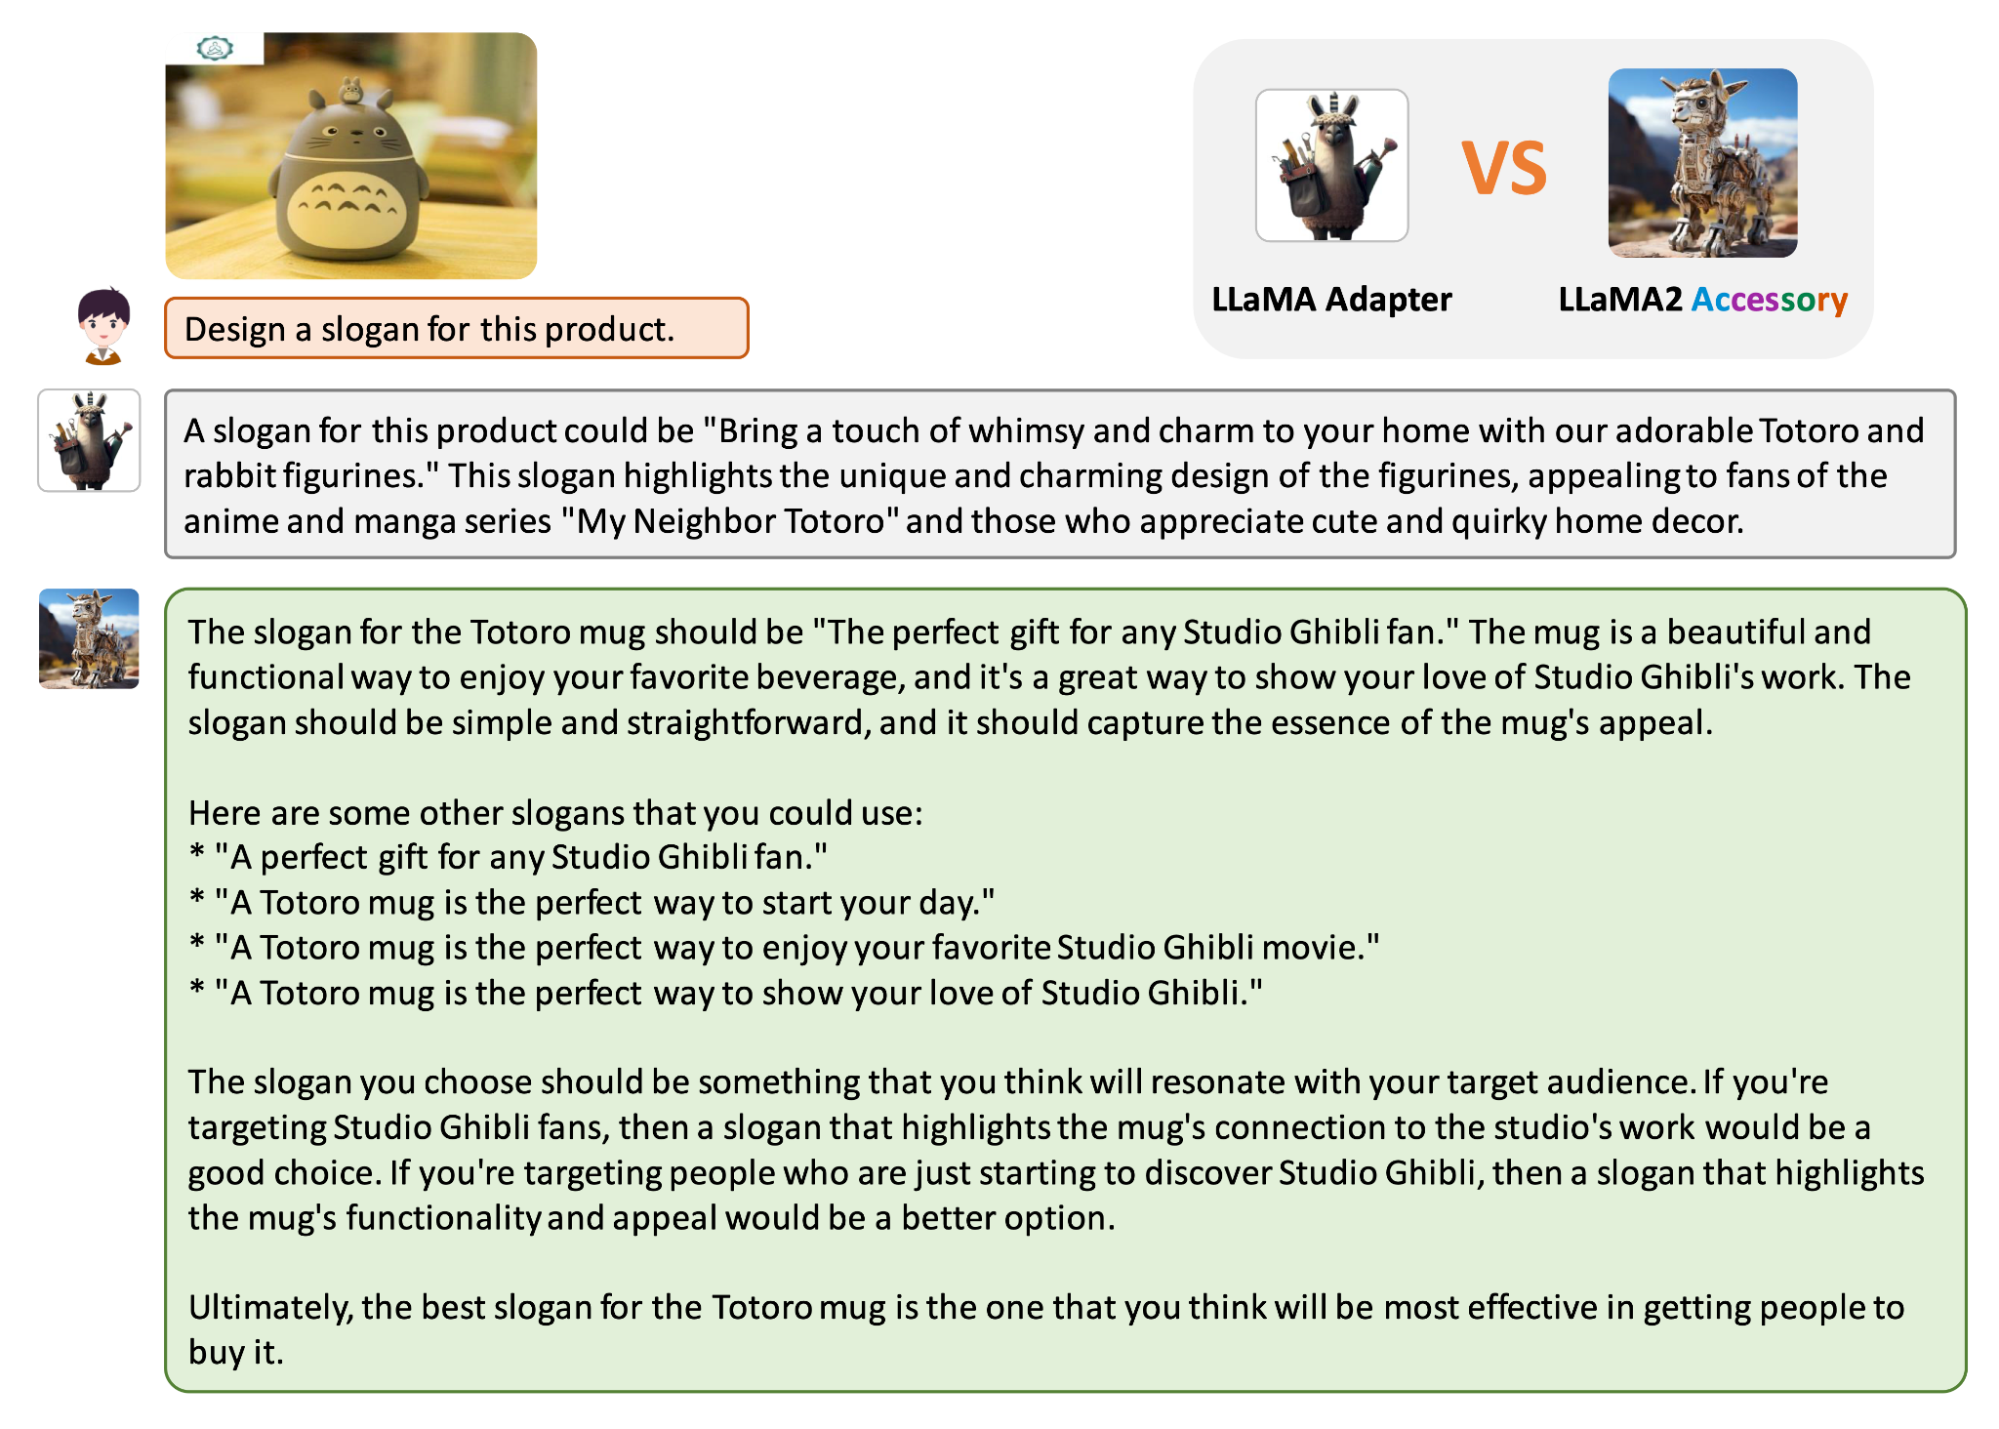 VS
LLaMA Adapter
LLaMA2 Accessory
Design a slogan for this product.
A slogan for this product could be "Bring a touch of whimsy and charm to your home with our adorable Totoro and
rabbit figurines." This slogan highlights the unique and charming design of the figurines, appealing to fans of the
anime and manga series "My Neighbor Totoro" and those who appreciate cute and quirky home decor.
The slogan for the Totoro mug should be "The perfect gift for any Studio Ghibli fan." The mug is a beautiful and
functional way to enjoy your favorite beverage, and it's a great way to show your love of Studio Ghibli's work. The
slogan should be simple and straightforward, and it should capture the essence of the mug's appeal.
Here are some other slogans that you could use:
* "A perfect gift for any Studio Ghibli fan."
* "A Totoro mug is the perfect way to start your day."
* "A Totoro mug is the perfect way to enjoy your favorite Studio Ghibli movie."
* "A Totoro mug is the perfect way to show your love of Studio Ghibli."
The slogan you choose should be something that you think will resonate with your target audience. If you're
targeting Studio Ghibli fans, then a slogan that highlights the mug's connection to the studio's work would be a
good choice. If you're targeting people who are just starting to discover Studio Ghibli, then a slogan that highlights
the mug's functionality and appeal would be a better option.
Ultimately, the best slogan for the Totoro mug is the one that you think will be most effective in getting people to
buy it.